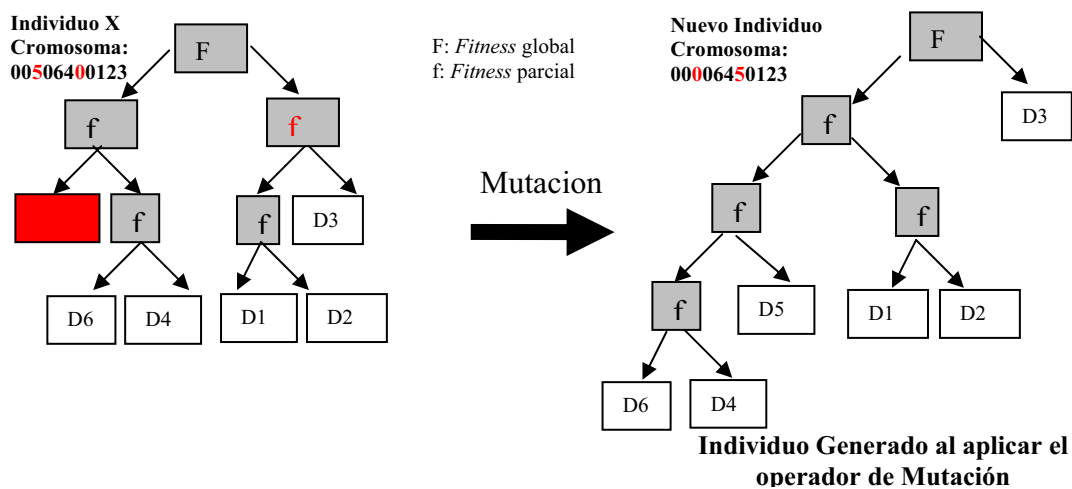 Individuo X
Cromosoma:
00506400123
F: Fitness global
f: Fitness parcial
Nuevo Individuo
Cromosoma:
00006450123
F
F
f
f
D3
f
f
f
D3
Mutacion
f
f
D6
D4
D1
D2
f
D5
D1
D2
D6
D4
Individuo Generado al aplicar el
operador de Mutación